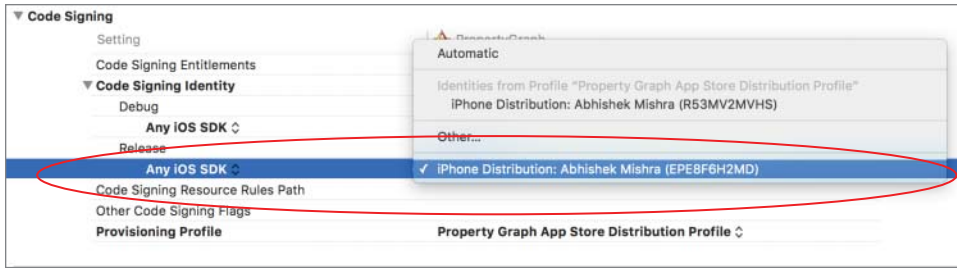 Code Signing
Setting PropertyGraph
Automatic
Code Signing Entitlements
Code Signing Identity
Identities from Profile "Property Graph App Store Distribution Profile"
Debug
iPhone Distribution: Abhishek Mishra (R53MV2MVHS)
Any iOS SDK
Other...
Release
Any iOS SDK
✓ iPhone Distribution: Abhishek Mishra (EPE8F6H2MD)
Code Signing Resource Rules Path
Other Code Signing Flags
Provisioning Profile Property Graph App Store Distribution Profile